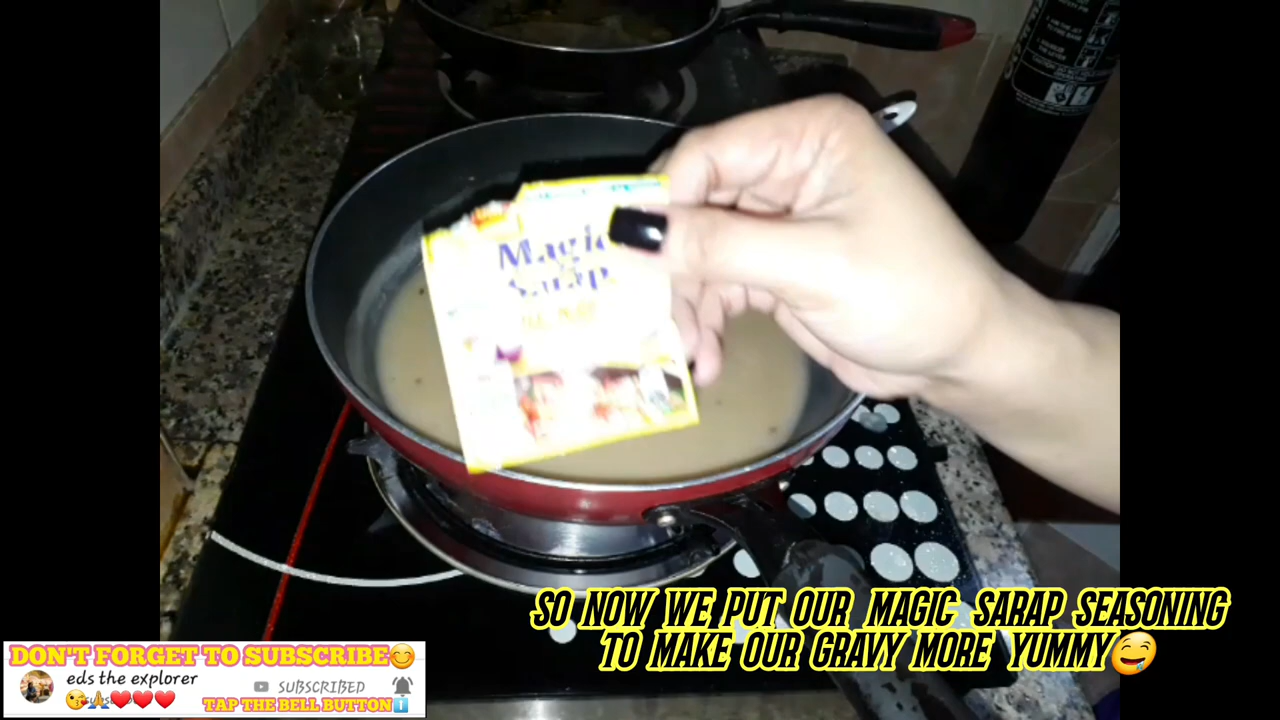 Magic
Sarap
SO NOW WE PUT OUR MAGIC SARAP SEASONING
TO MAKE OUR GRAVY MORE YUMMY🤤
DON'T FORGET TO SUBSCRIBE😊
eds the explorer
SUBSCRIBED
TAP THE BELL BUTTON